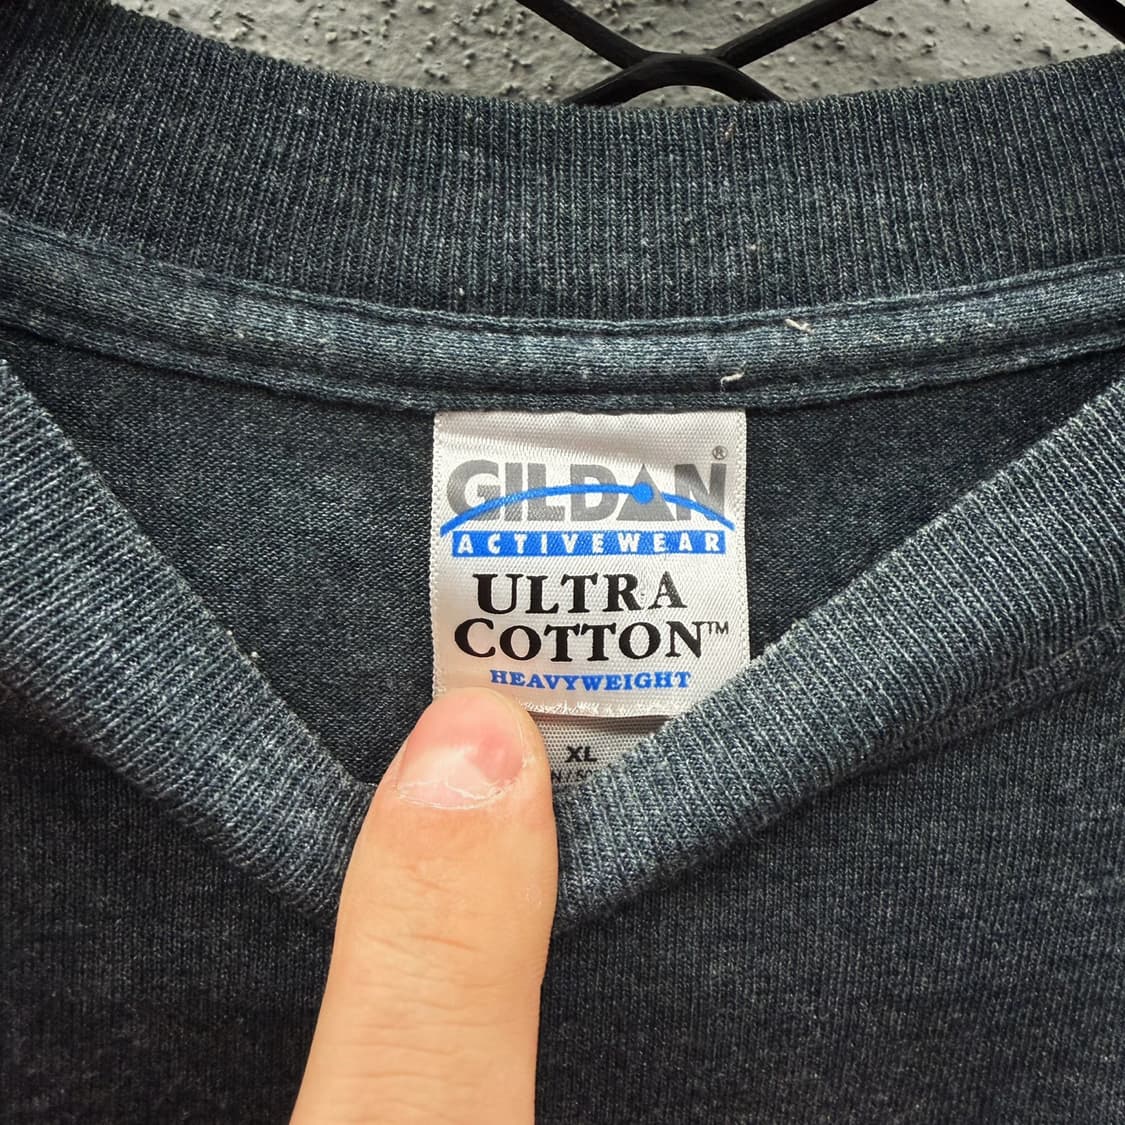 GILDAN®
ACTIVEWEAR
ULTRA
COTTON™
HEAVYWEIGHT
XL